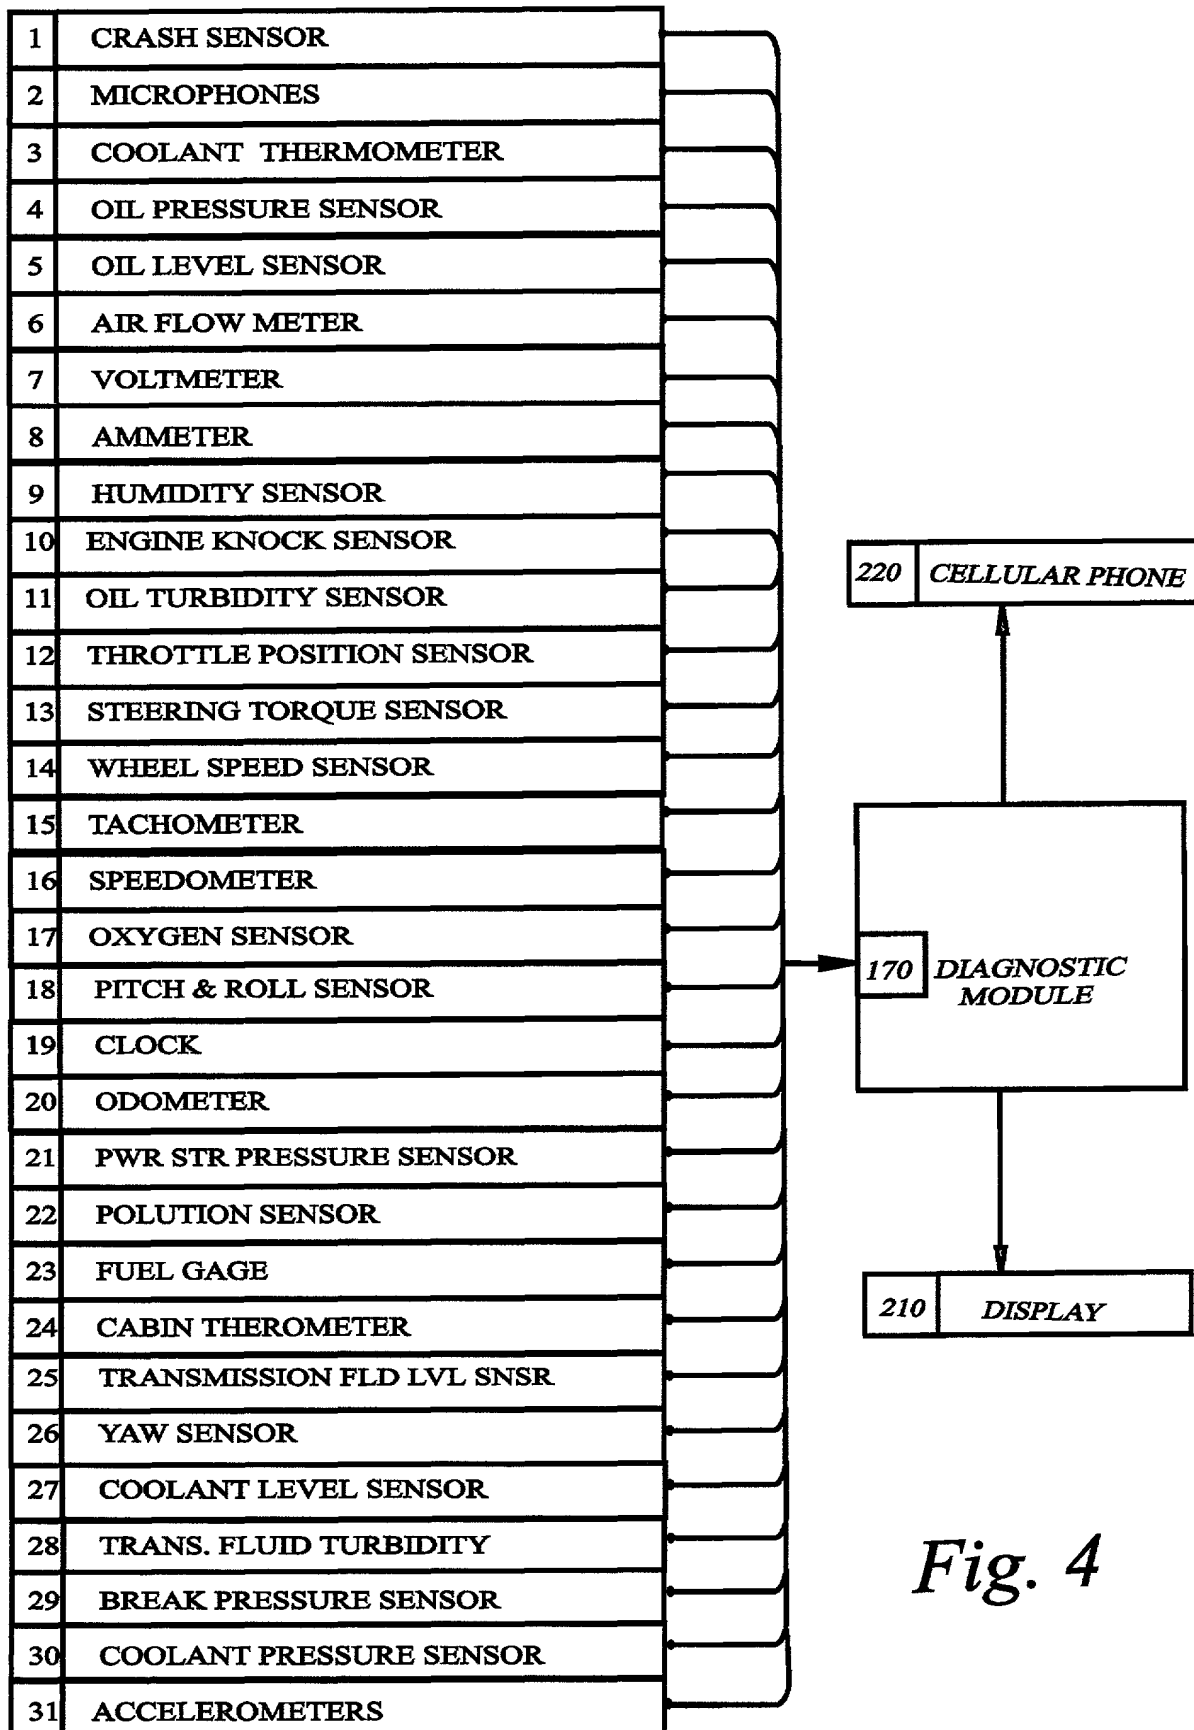 1 CRASH SENSOR
2 MICROPHONES
3 COOLANT THERMOMETER
4 OIL PRESSURE SENSOR
5 OIL LEVEL SENSOR
6 AIR FLOW METER
7 VOLTMETER
8 AMMETER
9 HUMIDITY SENSOR
10 ENGINE KNOCK SENSOR
11 OIL TURBIDITY SENSOR
12 THROTTLE POSITION SENSOR
13 STEERING TORQUE SENSOR
14 WHEEL SPEED SENSOR
15 TACHOMETER
16 SPEEDOMETER
17 OXYGEN SENSOR
18 PITCH & ROLL SENSOR
19 CLOCK
20 ODOMETER
21 PWR STR PRESSURE SENSOR
22 POLUTION SENSOR
23 FUEL GAGE
24 CABIN THEROMETER
25 TRANSMISSION FLD LVL SNSR
26 YAW SENSOR
27 COOLANT LEVEL SENSOR
28 TRANS. FLUID TURBIDITY
29 BREAK PRESSURE SENSOR
30 COOLANT PRESSURE SENSOR
31 ACCELEROMETERS
220 CELLULAR PHONE
170 DIAGNOSTIC
MODULE
210 DISPLAY
Fig. 4